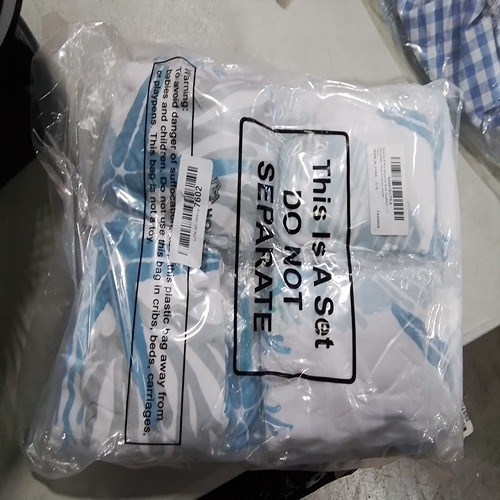 Warning:
To avoid danger of suffocation, this plastic bag away from
babies and children. Do not use this bag in cribs, beds, carriages,
or playpens. This bag is not a toy.
7602
This Is A Set
DO NOT
SEPARATE